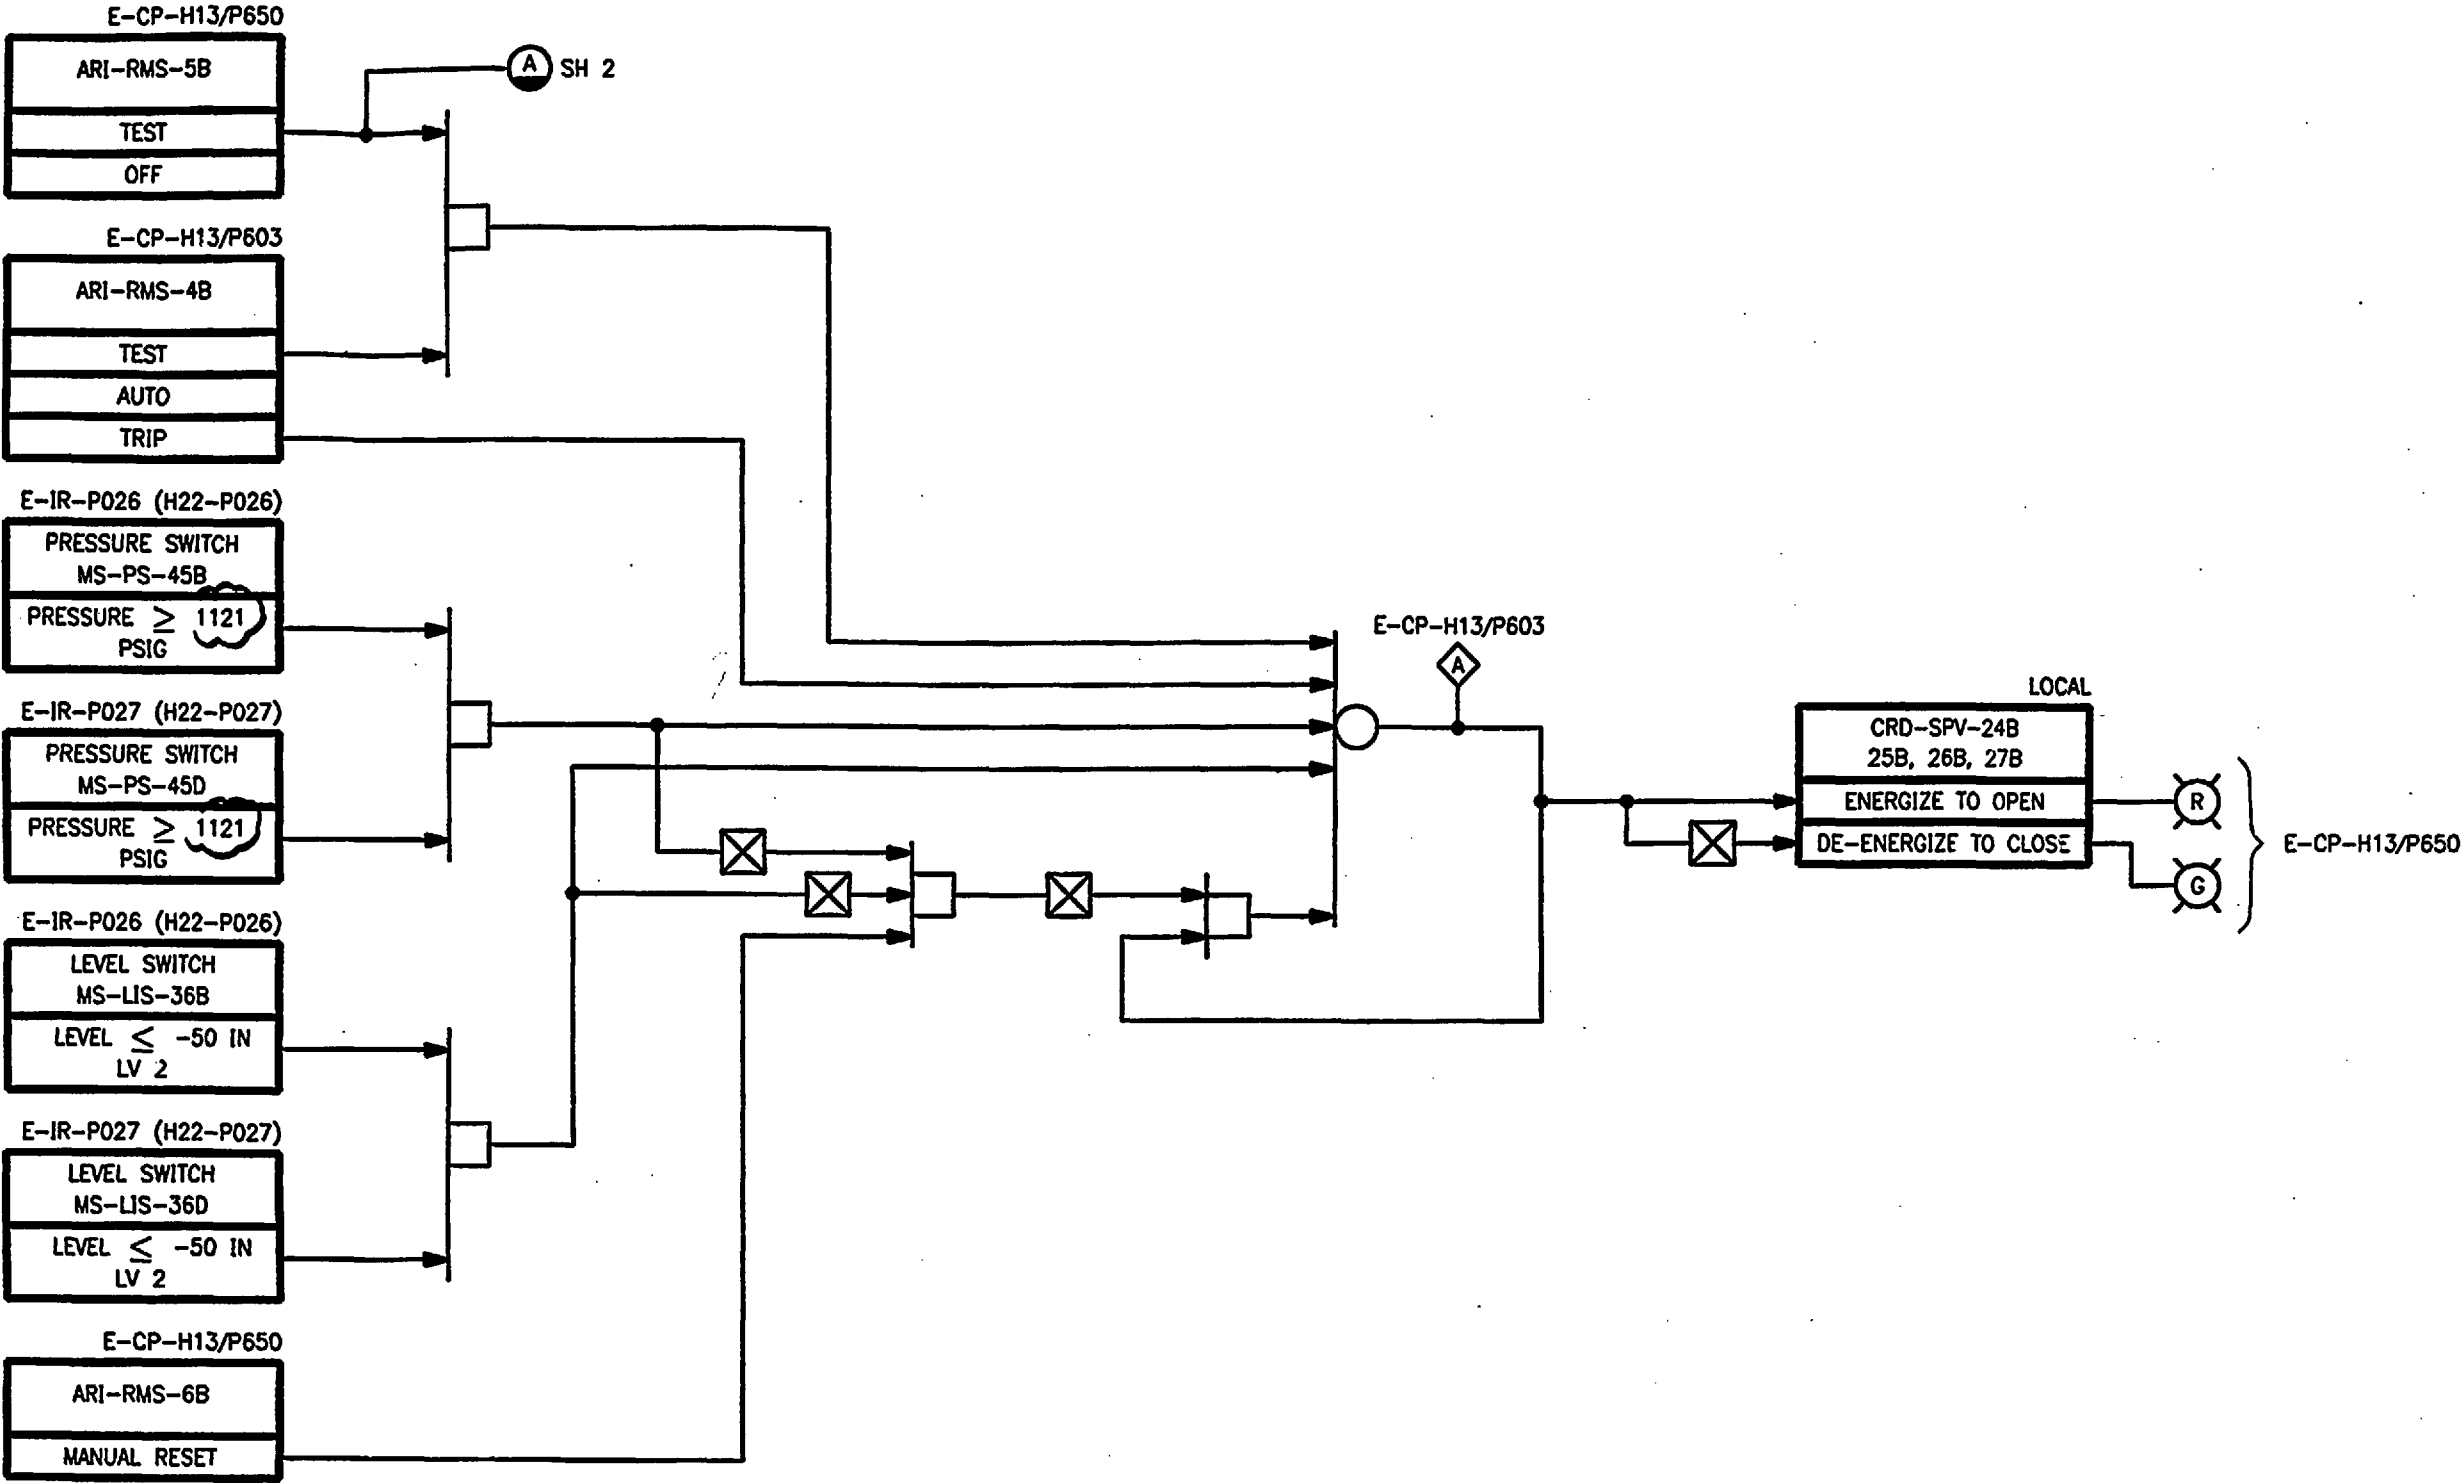 E-CP-H13/P650
ARI-RMS-5B
TEST
OFF
A SH 2
E-CP-H13/P603
ARI-RMS-4B
TEST
AUTO
TRIP
E-IR-P026 (H22-P026)
PRESSURE SWITCH
MS-PS-45B
PRESSURE ≥ 1121
PSIG
E-IR-P027 (H22-P027)
PRESSURE SWITCH
MS-PS-45D
PRESSURE ≥ 1121
PSIG
E-IR-P026 (H22-P026)
LEVEL SWITCH
MS-LIS-36B
LEVEL ≤ -50 IN
LV 2
E-IR-P027 (H22-P027)
LEVEL SWITCH
MS-LIS-36D
LEVEL ≤ -50 IN
LV 2
E-CP-H13/P650
ARI-RMS-6B
MANUAL RESET
E-CP-H13/P603
A
LOCAL
CRD-SPV-24B
25B, 26B, 27B
ENERGIZE TO OPEN
DE-ENERGIZE TO CLOSE
R
G
E-CP-H13/P650